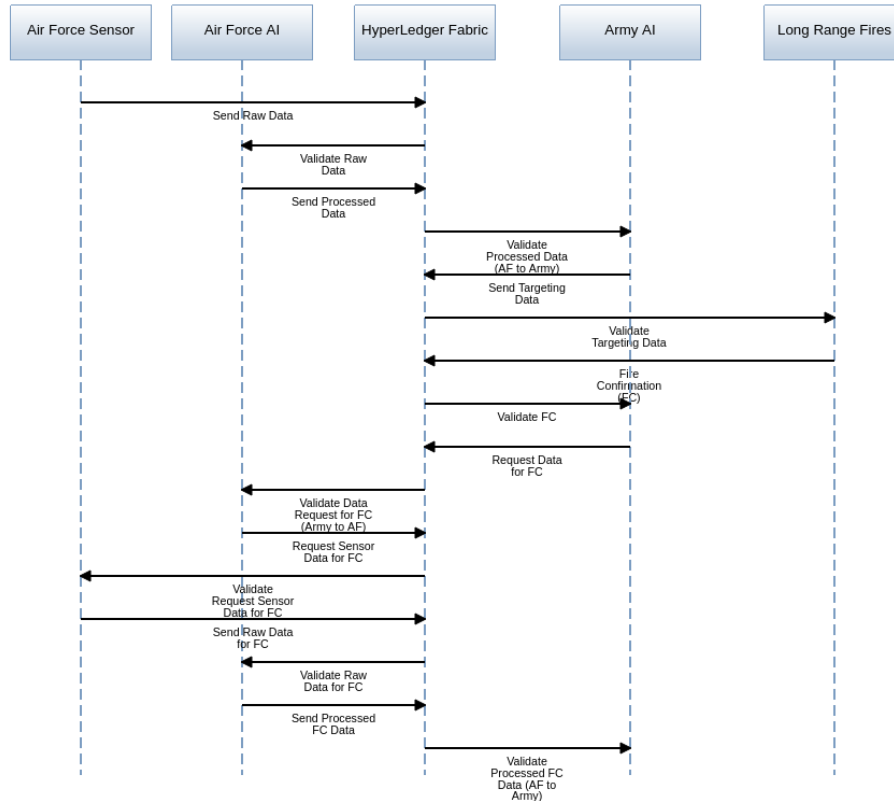 Air Force Sensor
Air Force AI
HyperLedger Fabric
Army AI
Long Range Fires
Send Raw Data
Validate Raw
Data
Send Processed
Data
Validate
Processed Data
(AF to Army)
Send Targeting
Data
Validate
Targeting Data
Fire
Confirmation
(FC)
Validate FC
Request Data
for FC
Validate Data
Request for FC
(Army to AF)
Request Sensor
Data for FC
Validate
Request Sensor
Data for FC
Send Raw Data
for FC
Validate Raw
Data for FC
Send Processed
FC Data
Validate
Processed FC
Data (AF to
Army)